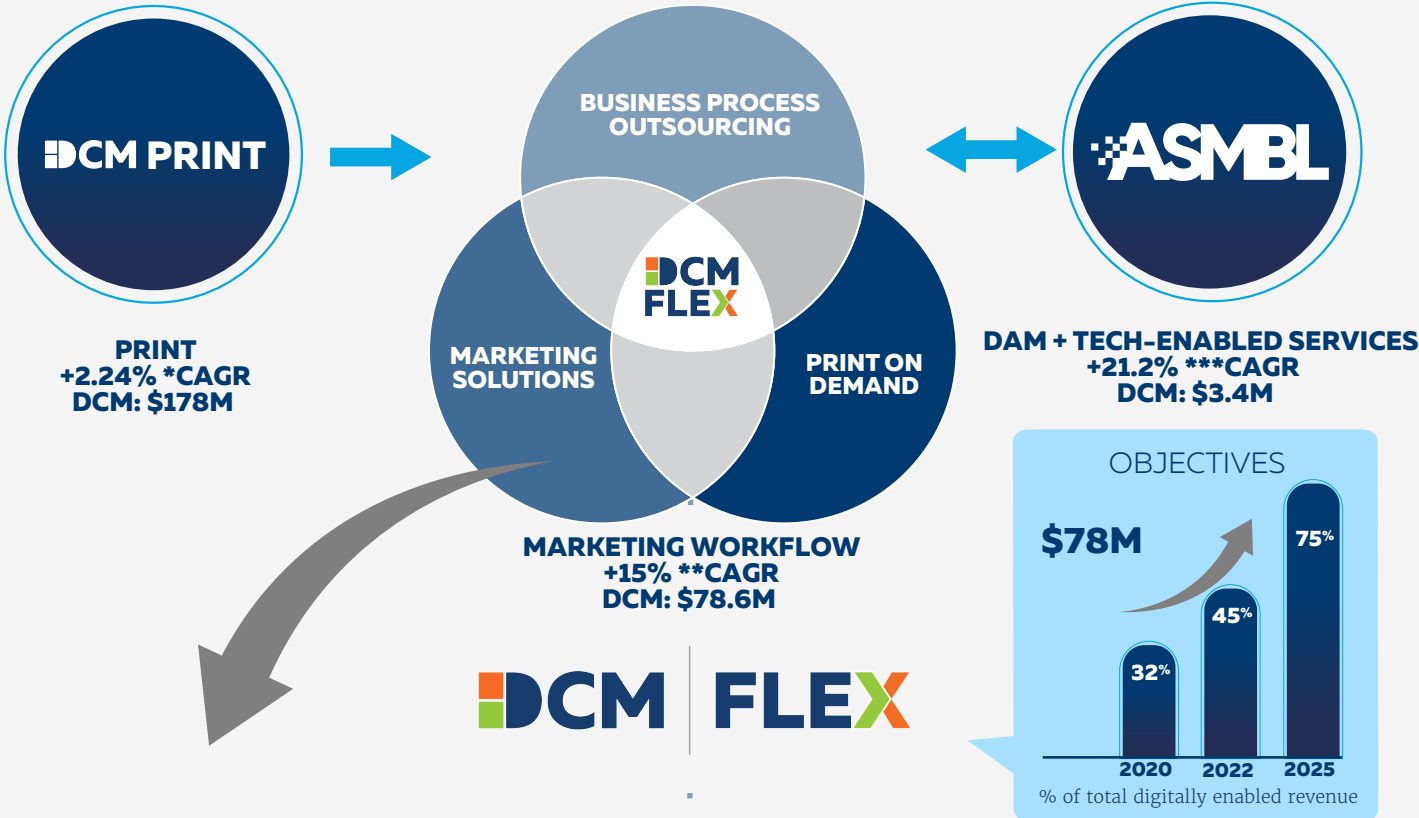 DCM PRINT
PRINT
+2.24% *CAGR
DCM: $178M
BUSINESS PROCESS
OUTSOURCING
MARKETING
SOLUTIONS
DCM
FLEX
PRINT ON
DEMAND
MARKETING WORKFLOW
+15% **CAGR
DCM: $78.6M
DCM | FLEX
ASMBL
DAM + TECH-ENABLED SERVICES
+21.2% ***CAGR
DCM: $3.4M
OBJECTIVES
$78M
32%
45%
75%
2020 2022 2025
% of total digitally enabled revenue